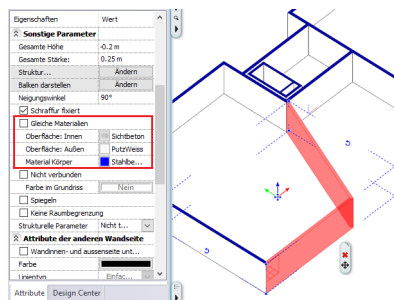 Eigenschaften Wert
Sonstige Parameter
Gesamte Höhe -0.2 m
Gesamte Stärke: 0.25 m
Struktur... Ändern
Balken darstellen Ändern
Neigungswinkel 90°
Schraffur fixiert
Gleiche Materialien
Oberfläche: Innen Sichtbeton
Oberfläche: Außen PutzWeiss
Material Körper Stahlbe...
Nicht verbunden
Farbe im Grundriss Nein
Spiegeln
Keine Raumbegrenzung
Strukturelle Parameter Nicht t...
Attribute der anderen Wandseite
Wandinnen- und aussenseite unt...
Farbe
Linientyp Einfac...
Attribute Design Center